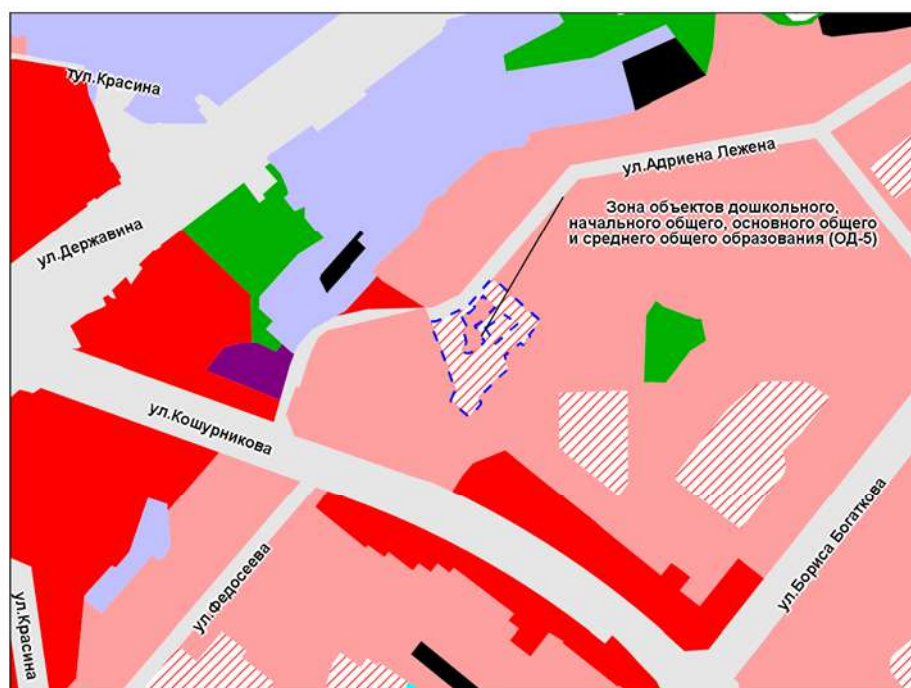 тул.Красина
ул.Адриена Лежена
Зона объектов дошкольного,
начального общего, основного общего
и среднего общего образования (ОД-5)
ул.Державина
ул.Кошурникова
ул.Бориса Богаткова
ул.Федосеева
ул.Красина